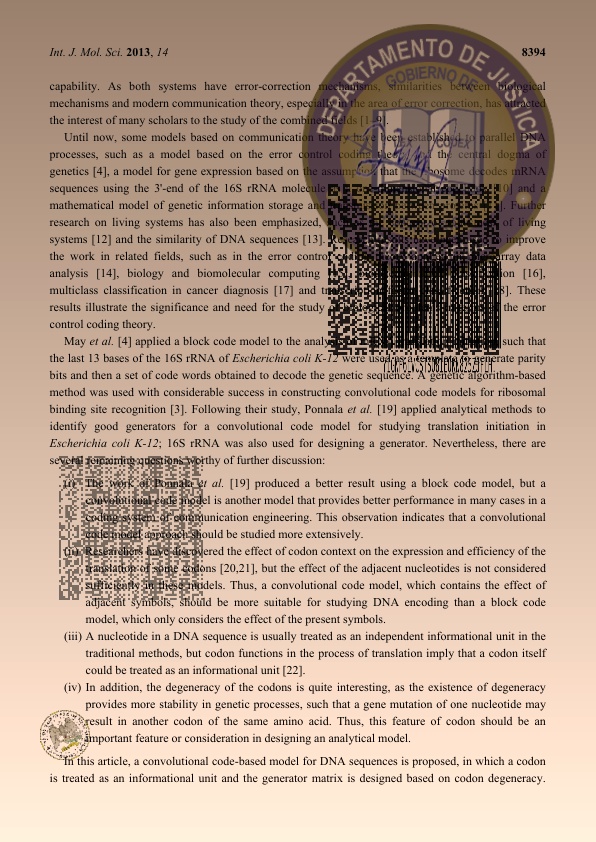 Int. J. Mol. Sci. 2013, 14 8394
DEPARTAMENTO DE JUSTICIA
GOBIERNO DE
LEX CODEX
capability. As both systems have error-correction mechanisms, similarities between biological
mechanisms and modern communication theory, especially in the area of error correction, has attracted
the interest of many scholars to the study of the combined fields [1–9].
Until now, some models based on communication theory have been established to parallel DNA
processes, such as a model based on the error control coding the central dogma of
genetics [4], a model for gene expression based on the assumption that the ribosome decodes mRNA
sequences using the 3'-end of the 16S rRNA molecule [10] and a
mathematical model of genetic information storage and Further
research on living systems has also been emphasized, of living
systems [12] and the similarity of DNA sequences [13]. improve
the work in related fields, such as in the error control array data
analysis [14], biology and biomolecular computing [16],
multiclass classification in cancer diagnosis [17] and These
results illustrate the significance and need for the study the error
control coding theory.
May et al. [4] applied a block code model to the such that
the last 13 bases of the 16S rRNA of Escherichia coli K-12 were used as a template to generate parity
bits and then a set of code words obtained to decode the genetic sequence. A genetic algorithm-based
method was used with considerable success in constructing convolutional code models for ribosomal
binding site recognition [3]. Following their study, Ponnala et al. [19] applied analytical methods to
identify good generators for a convolutional code model for studying translation initiation in
Escherichia coli K-12; 16S rRNA was also used for designing a generator. Nevertheless, there are
several remaining questions worthy of further discussion:
(i) The work of Ponnala et al. [19] produced a better result using a block code model, but a
convolutional code model is another model that provides better performance in many cases in a
coding system of communication engineering. This observation indicates that a convolutional
code model approach should be studied more extensively.
(ii) Researchers have discovered the effect of codon context on the expression and efficiency of the
translation of some codons [20,21], but the effect of the adjacent nucleotides is not considered
sufficiently in these models. Thus, a convolutional code model, which contains the effect of
adjacent symbols, should be more suitable for studying DNA encoding than a block code
model, which only considers the effect of the present symbols.
(iii) A nucleotide in a DNA sequence is usually treated as an independent informational unit in the
traditional methods, but codon functions in the process of translation imply that a codon itself
could be treated as an informational unit [22].
(iv) In addition, the degeneracy of the codons is quite interesting, as the existence of degeneracy
provides more stability in genetic processes, such that a gene mutation of one nucleotide may
result in another codon of the same amino acid. Thus, this feature of codon should be an
important feature or consideration in designing an analytical model.
In this article, a convolutional code-based model for DNA sequences is proposed, in which a codon
is treated as an informational unit and the generator matrix is designed based on codon degeneracy.